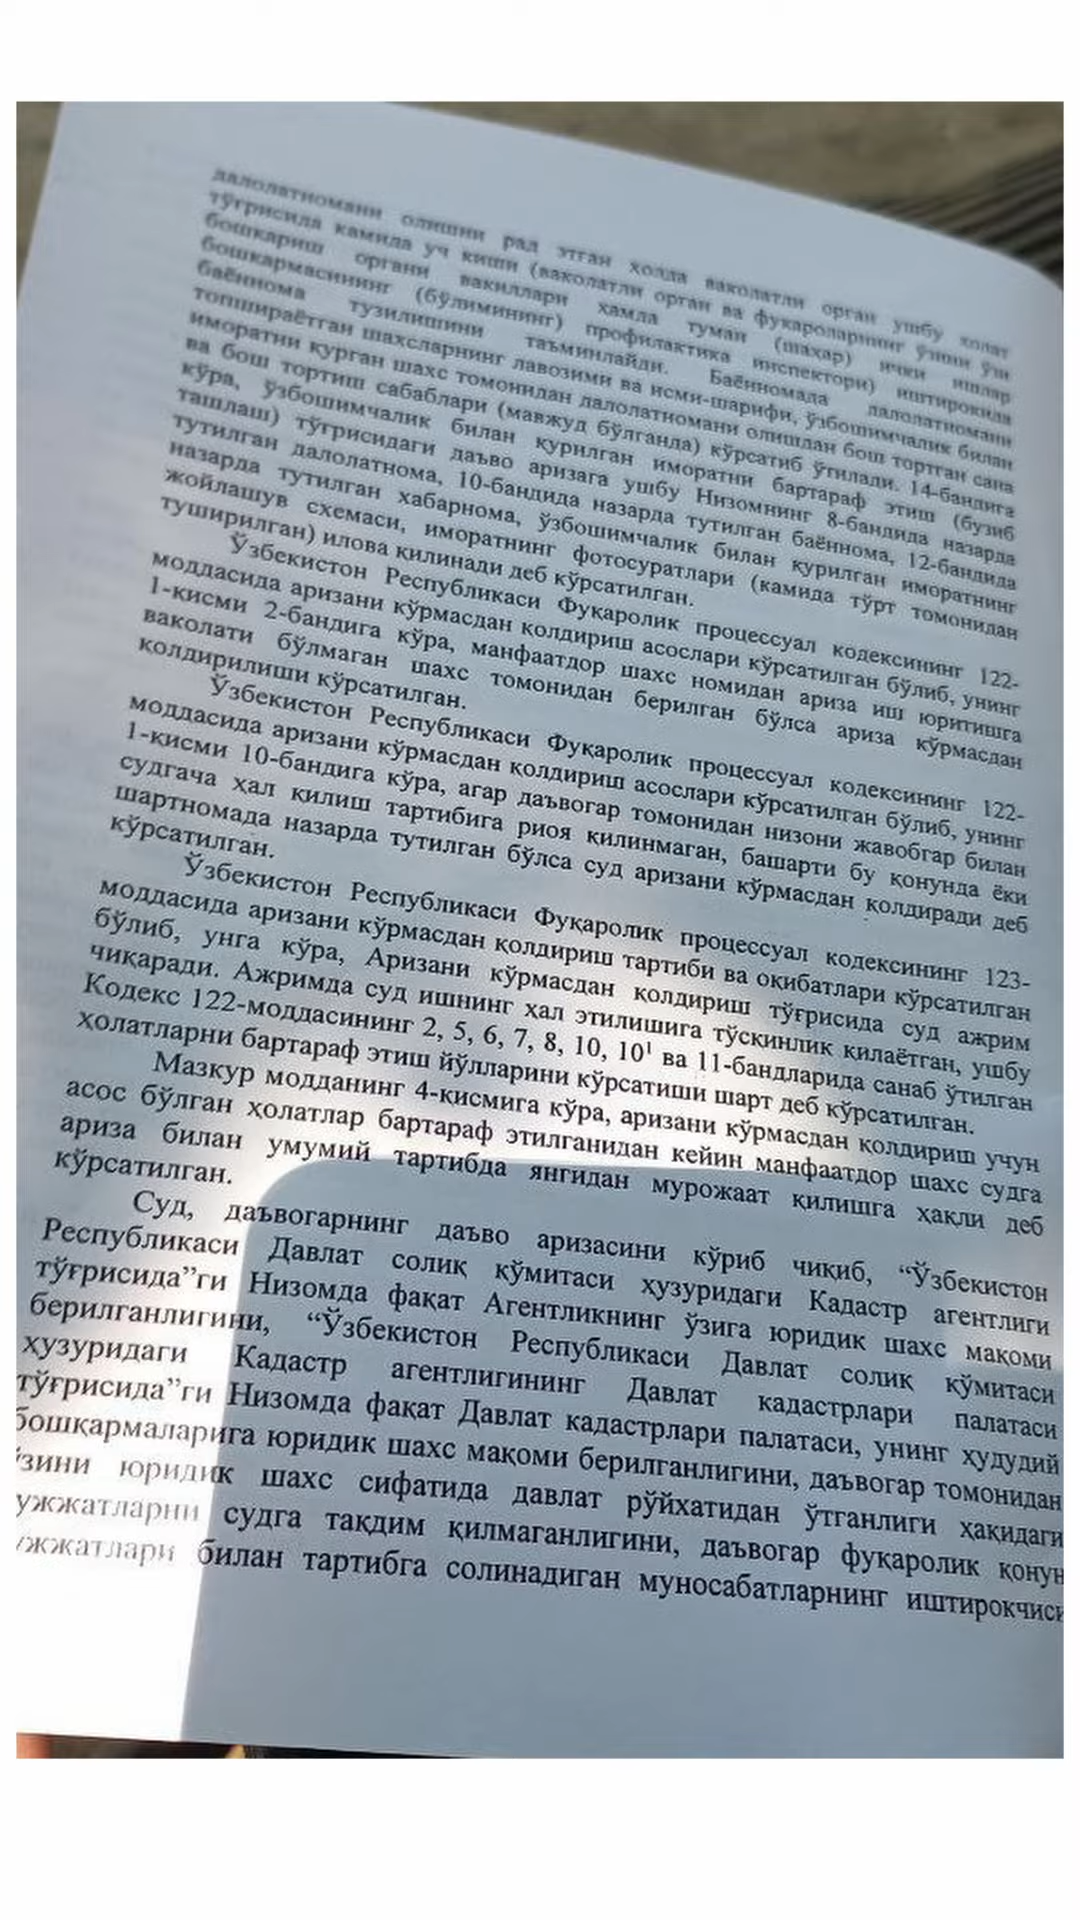 далолатномани олишни рад этган холда ваколатли орган ушбу холат
тўғрисида камида уч киши (ваколатли орган ва фуқароларнинг ўзини ўзи
бошқариш органи вакиллари хамда туман (шахар) ички ишлар
бошқармасининг (бўлимининг) профилактика инспектори) иштирокида
баённома тузилишини таъминлайди. Баённомада далолатномани
топшираётган шахсларнинг лавозими ва исми-шарифи, ўзбошимчалик билан
иморатни қурган шахс томонидан далолатномани олишдан бош тортган сана
ва бош тортиш сабаблари (мавжуд бўлганда) кўрсатиб ўтилади. 14-бандига
кўра, ўзбошимчалик билан қурилган иморатни бартараф этиш (бузиб
ташлаш) тўғрисидаги даъво аризага ушбу Низомнинг 8-бандида назарда
тутилган далолатнома, 10-бандида назарда тутилган баённома, 12-бандида
назарда тутилган хабарнома, ўзбошимчалик билан қурилган иморатнинг
жойлашув схемаси, иморатнинг фотосуратлари (камида тўрт томонидан
туширилган) илова қилинади деб кўрсатилган.
Ўзбекистон Республикаси Фуқаролик процессуал кодексининг 122-
моддасида аризани кўрмасдан қолдириш асослари кўрсатилган бўлиб, унинг
1-қисми 2-бандига кўра, манфаатдор шахс номидан ариза иш юритишга
ваколати бўлмаган шахс томонидан берилган бўлса ариза кўрмасдан
қолдирилиши кўрсатилган.
Ўзбекистон Республикаси Фуқаролик процессуал кодексининг 122-
моддасида аризани кўрмасдан қолдириш асослари кўрсатилган бўлиб, унинг
1-қисми 10-бандига кўра, агар даъвогар томонидан низони жавобгар билан
судгача ҳал қилиш тартибига риоя қилинмаган, башарти бу қонунда ёки
шартномада назарда тутилган бўлса суд аризани кўрмасдан қолдиради деб
кўрсатилган.
Ўзбекистон Республикаси Фуқаролик процессуал кодексининг 123-
моддасида аризани кўрмасдан қолдириш тартиби ва оқибатлари кўрсатилган
бўлиб, унга кўра, Аризани кўрмасдан қолдириш тўғрисида суд ажрим
чиқаради. Ажримда суд ишнинг ҳал этилишига тўсқинлик қилаётган, ушбу
Кодекс 122-моддасининг 2, 5, 6, 7, 8, 10, 10¹ ва 11-бандларида санаб ўтилган
ҳолатларни бартараф этиш йўлларини кўрсатиши шарт деб кўрсатилган.
Мазкур модданинг 4-қисмига кўра, аризани кўрмасдан қолдириш учун
асос бўлган ҳолатлар бартараф этилганидан кейин манфаатдор шахс судга
ариза билан умумий тартибда янгидан мурожаат қилишга ҳақли деб
кўрсатилган.
Суд, даъвогарнинг даъво аризасини кўриб чиқиб, “Ўзбекистон
Республикаси Давлат солиқ қўмитаси ҳузуридаги Кадастр агентлиги
тўғрисида”ги Низомда фақат Агентликнинг ўзига юридик шахс мақоми
берилганлигини, “Ўзбекистон Республикаси Давлат солиқ қўмитаси
ҳузуридаги Кадастр агентлигининг Давлат кадастрлари палатаси
тўғрисида”ги Низомда фақат Давлат кадастрлари палатаси, унинг ҳудудий
бошқармаларига юридик шахс мақоми берилганлигини, даъвогар томонидан
ўзини юридик шахс сифатида давлат рўйхатидан ўтганлиги ҳақидаги
ужжатларни судга тақдим қилмаганлигини, даъвогар фуқаролик қонун
ужжатлари билан тартибга солинадиган муносабатларнинг иштирокчиси